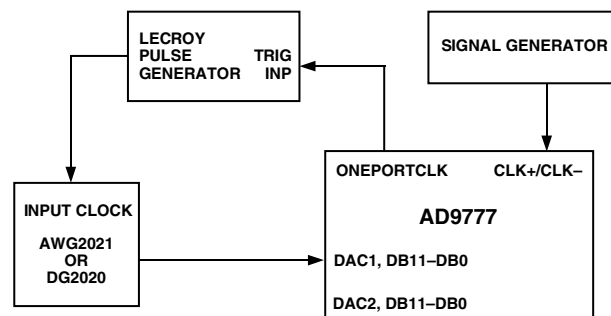 LECROY
PULSE TRIG
GENERATOR INP
SIGNAL GENERATOR
ONEPORTCLK CLK+/CLK–
AD9777
INPUT CLOCK
AWG2021
OR
DG2020
DAC1, DB11–DB0
DAC2, DB11–DB0